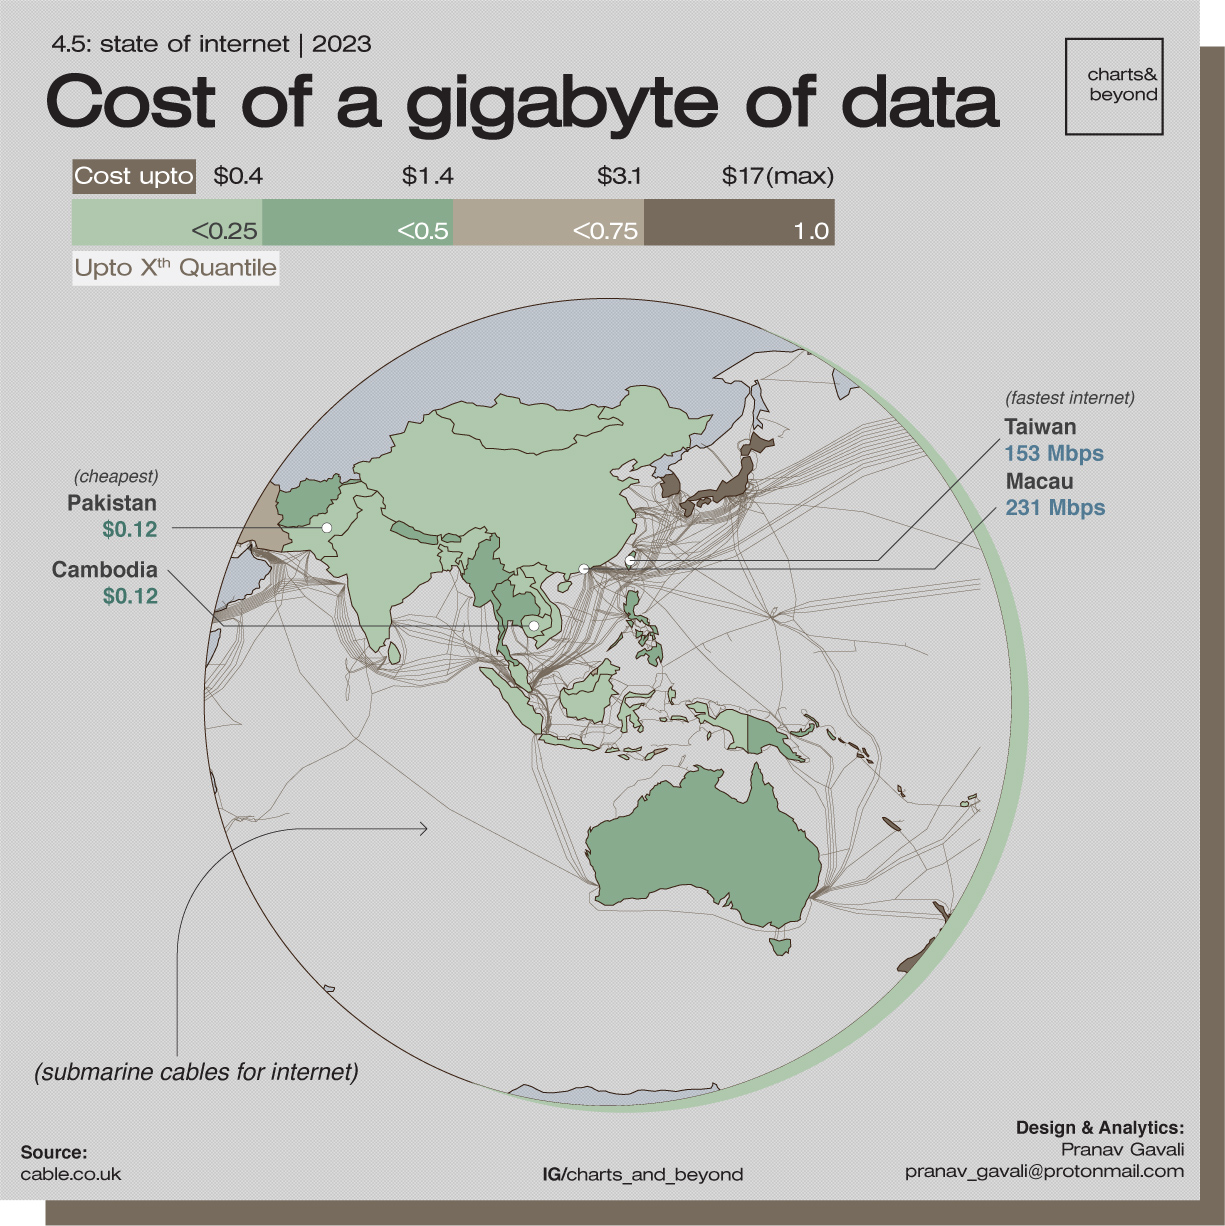 4.5: state of internet | 2023
Cost of a gigabyte of data
charts&
beyond
Cost upto $0.4 $1.4 $3.1 $17(max)
<0.25 <0.5 <0.75 1.0
Upto Xth Quantile
(fastest internet)
Taiwan
153 Mbps
Macau
231 Mbps
(cheapest)
Pakistan
$0.12
Cambodia
$0.12
(submarine cables for internet)
Source:
cable.co.uk
IG/charts_and_beyond
Design & Analytics:
Pranav Gavali
pranav_gavali@protonmail.com